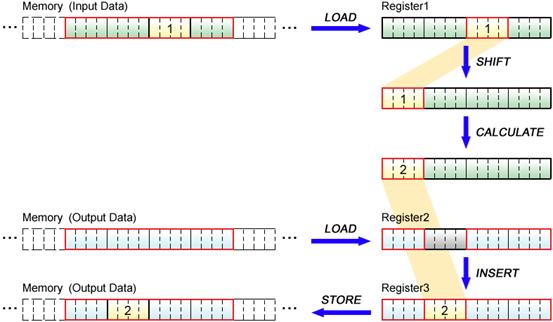 Memory (Input Data)
LOAD
Register1
... 1 ...
1
SHIFT
1
CALCULATE
2
Memory (Output Data)
LOAD
Register2
... ...
INSERT
Memory (Output Data)
STORE
Register3
... 2 ...
2